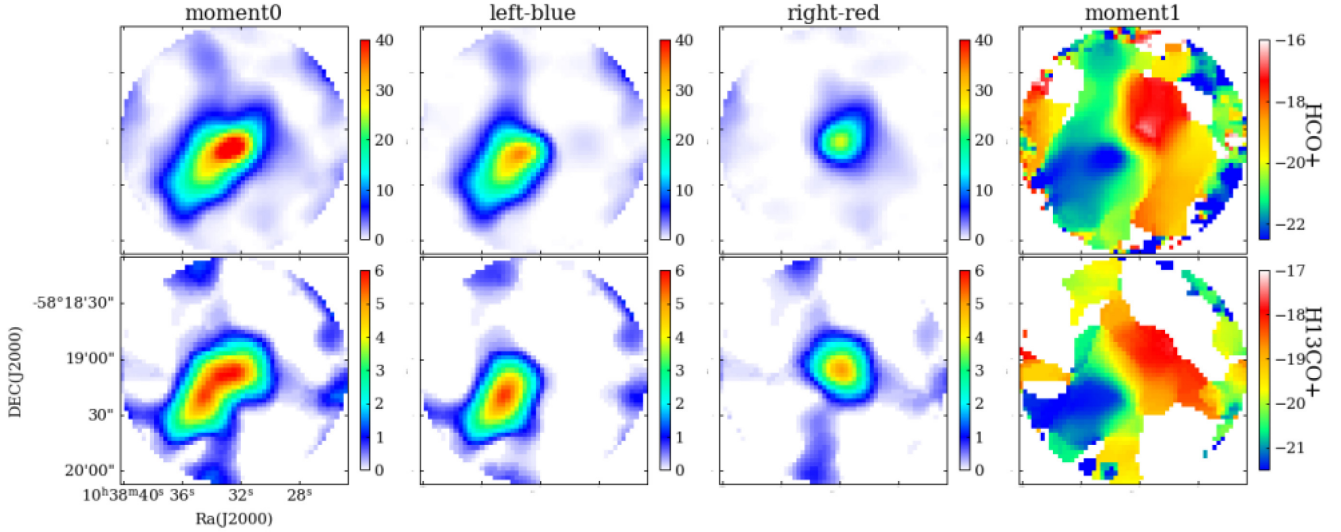 moment0 left-blue right-red moment1
40 40 40 −16
30 30 30 −18
20 20 20 −20
10 10 10 −22
0 0 0
HCO+
6 6 6 −17
5 5 5 −18
4 4 4 −19
3 3 3 −20
2 2 2 −21
1 1 1
0 0 0
H13CO+
-58°18'30"
19'00"
30"
20'00"
DEC(J2000)
10ʰ38ᵐ40ˢ 36ˢ 32ˢ 28ˢ
Ra(J2000)